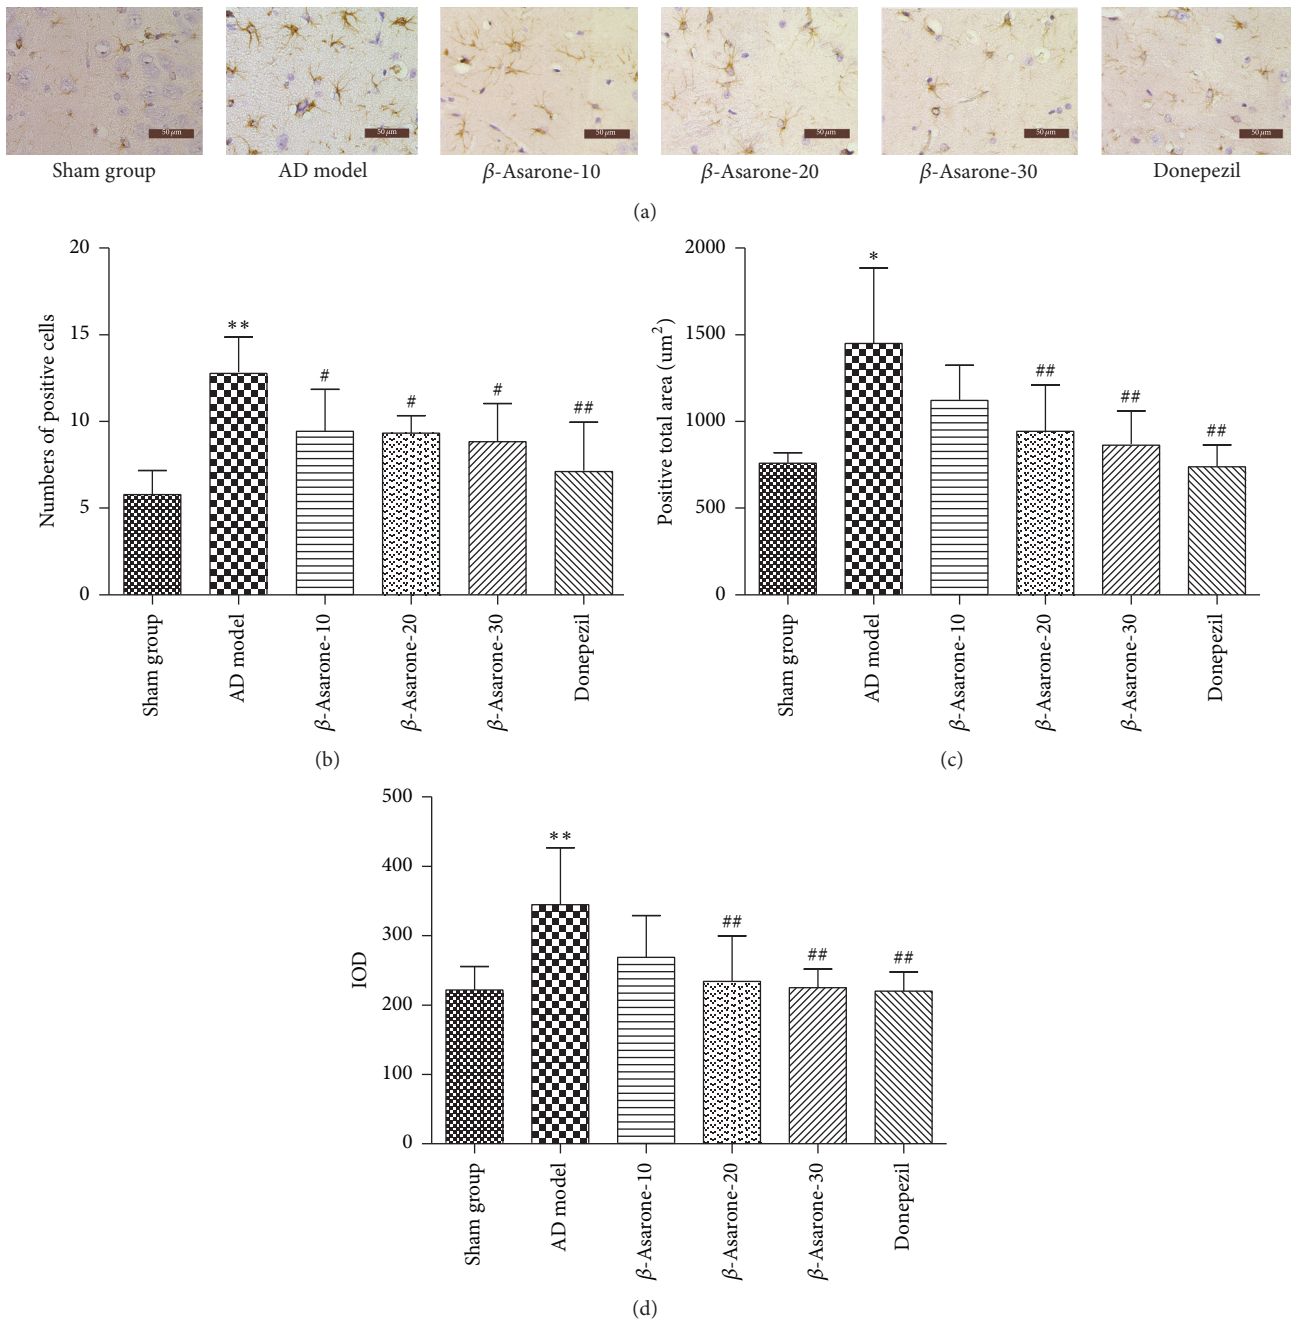 50 μm 50 μm 50 μm 50 μm 50 μm 50 μm
Sham group AD model β-Asarone-10 β-Asarone-20 β-Asarone-30 Donepezil
(a)
Numbers of positive cells
20
15
10
5
0
**
#
#
#
##
Sham group
AD model
β-Asarone-10
β-Asarone-20
β-Asarone-30
Donepezil
(b)
Positive total area (um²)
2000
1500
1000
500
0
*
##
##
##
Sham group
AD model
β-Asarone-10
β-Asarone-20
β-Asarone-30
Donepezil
(c)
IOD
500
400
300
200
100
0
**
##
##
##
Sham group
AD model
β-Asarone-10
β-Asarone-20
β-Asarone-30
Donepezil
(d)